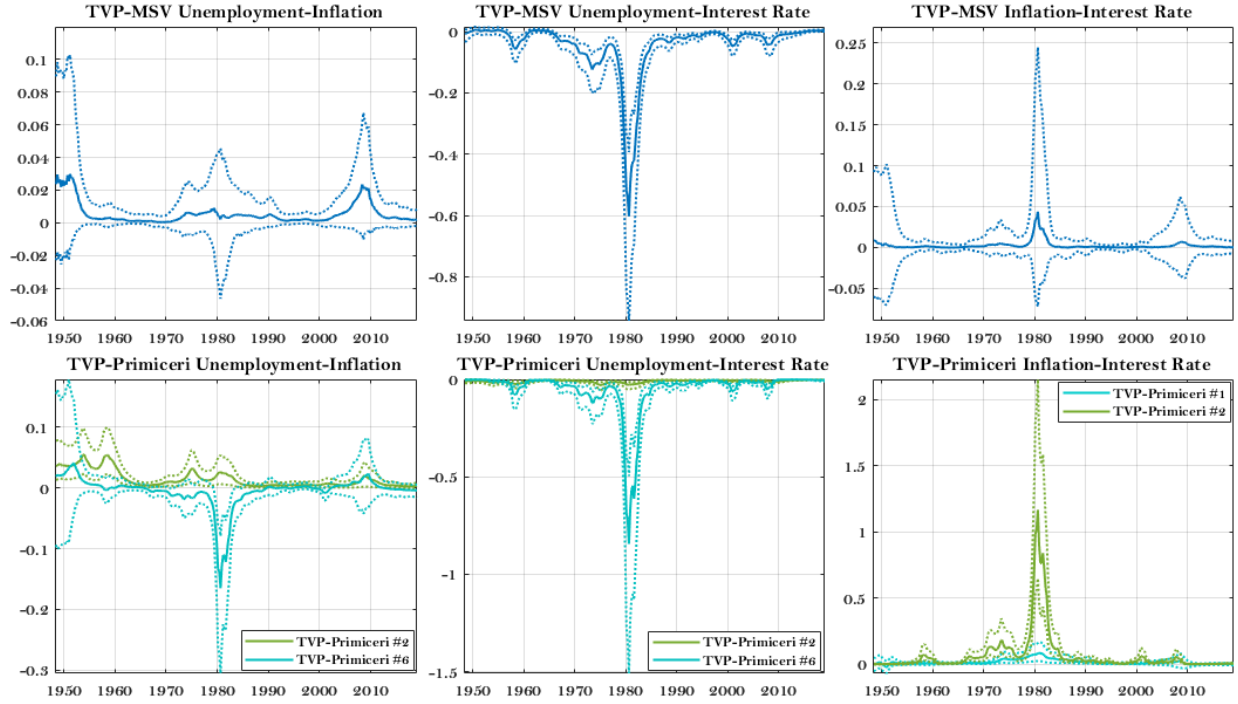 TVP-MSV Unemployment-Inflation
0.1
0.08
0.06
0.04
0.02
0
-0.02
-0.04
-0.06
1950 1960 1970 1980 1990 2000 2010
TVP-MSV Unemployment-Interest Rate
0
-0.2
-0.4
-0.6
-0.8
1950 1960 1970 1980 1990 2000 2010
TVP-MSV Inflation-Interest Rate
0.25
0.2
0.15
0.1
0.05
0
-0.05
1950 1960 1970 1980 1990 2000 2010
TVP-Primiceri Unemployment-Inflation
0.1
0
-0.1
-0.2
-0.3
TVP-Primiceri #2
TVP-Primiceri #6
1950 1960 1970 1980 1990 2000 2010
TVP-Primiceri Unemployment-Interest Rate
0
-0.5
-1
-1.5
TVP-Primiceri #2
TVP-Primiceri #6
1950 1960 1970 1980 1990 2000 2010
TVP-Primiceri Inflation-Interest Rate
TVP-Primiceri #1
TVP-Primiceri #2
2
1.5
1
0.5
0
1950 1960 1970 1980 1990 2000 2010